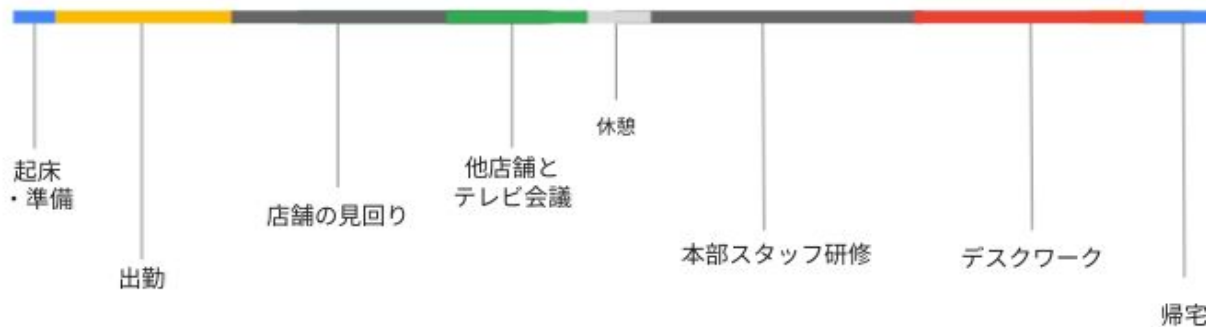 起床
・準備
出勤
店舗の見回り
他店舗と
テレビ会議
休憩
本部スタッフ研修
デスクワーク
帰宅